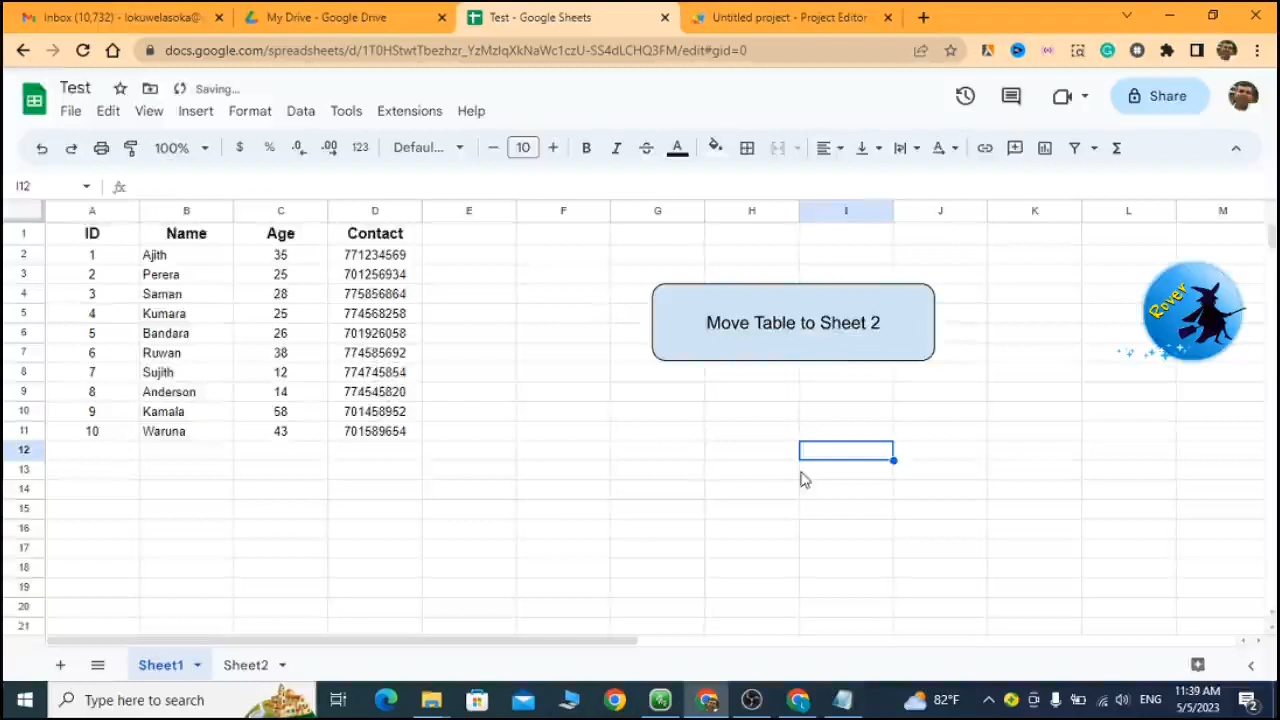 Inbox (10,732) - lokuwelasoka@
My Drive - Google Drive
Test - Google Sheets
Untitled project - Project Editor
docs.google.com/spreadsheets/d/1T0HStwtTbezhzr_YzMzlqXkNaWc1czU-SS4dLCHQ3FM/edit#gid=0
Test
Saving...
File Edit View Insert Format Data Tools Extensions Help
Share
100% $ % .0 .00 123 Defaul... 10 B I A
I12
A B C D E F G H I J K L M
1 ID Name Age Contact
2 1 Ajith 35 771234569
3 2 Perera 25 701256934
4 3 Saman 28 775856864
5 4 Kumara 25 774568258
6 5 Bandara 26 701926058
7 6 Ruwan 38 774585692
8 7 Sujith 12 774745854
9 8 Anderson 14 774545820
10 9 Kamala 58 701458952
11 10 Waruna 43 701589654
12
13
14
15
16
17
18
19
20
21
Move Table to Sheet 2
Rover
Sheet1
Sheet2
Type here to search
82°F
ENG
11:39 AM
5/5/2023
2